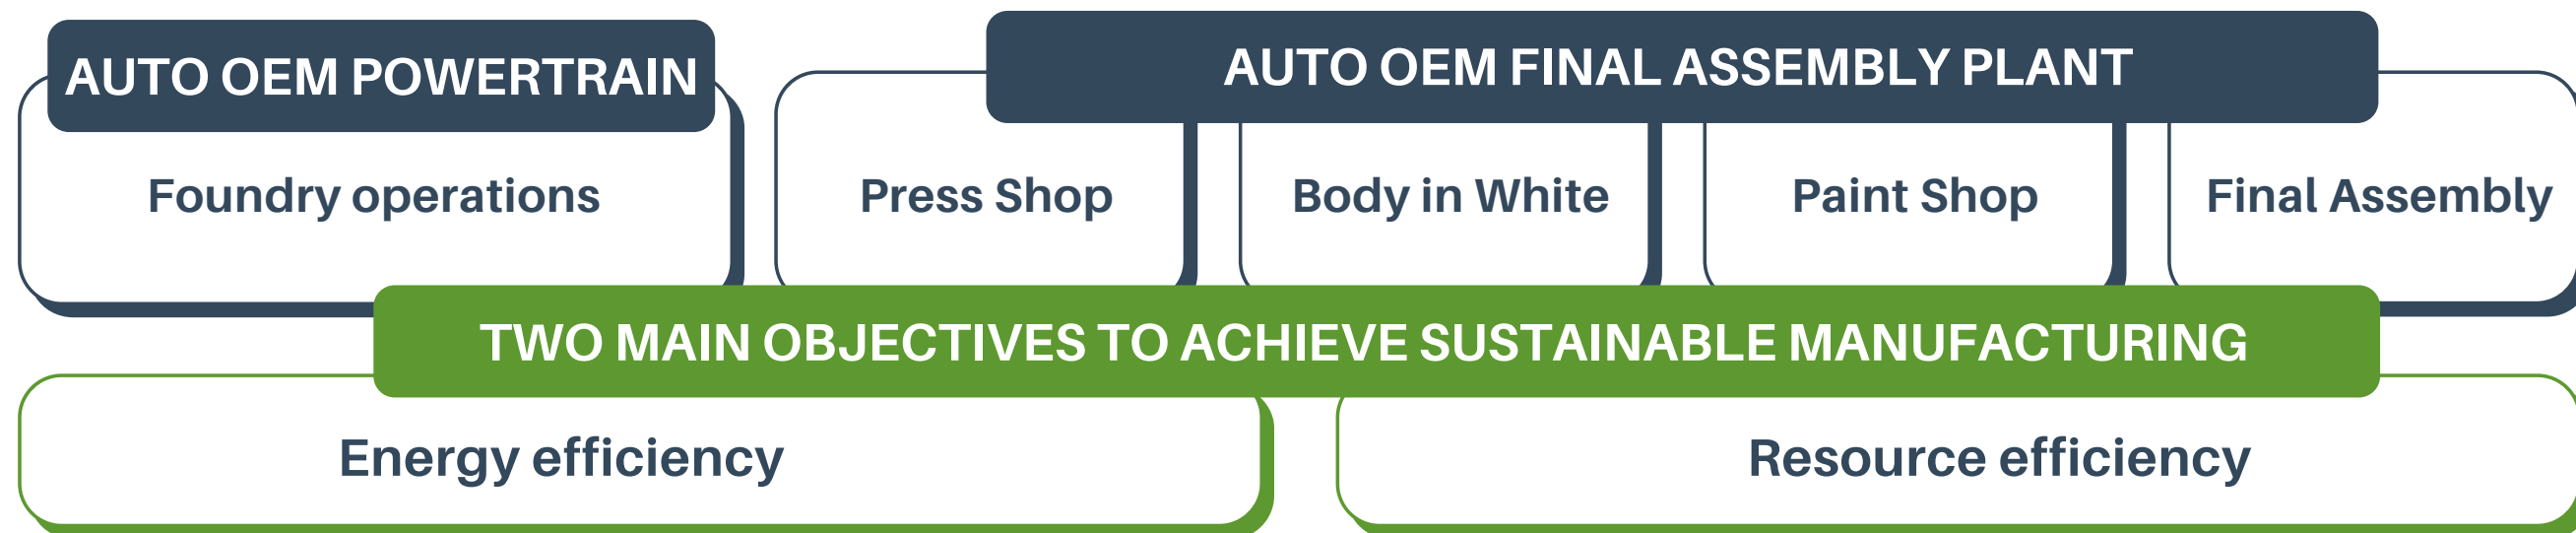 AUTO OEM POWERTRAIN
AUTO OEM FINAL ASSEMBLY PLANT
Foundry operations
Press Shop
Body in White
Paint Shop
Final Assembly
TWO MAIN OBJECTIVES TO ACHIEVE SUSTAINABLE MANUFACTURING
Energy efficiency
Resource efficiency